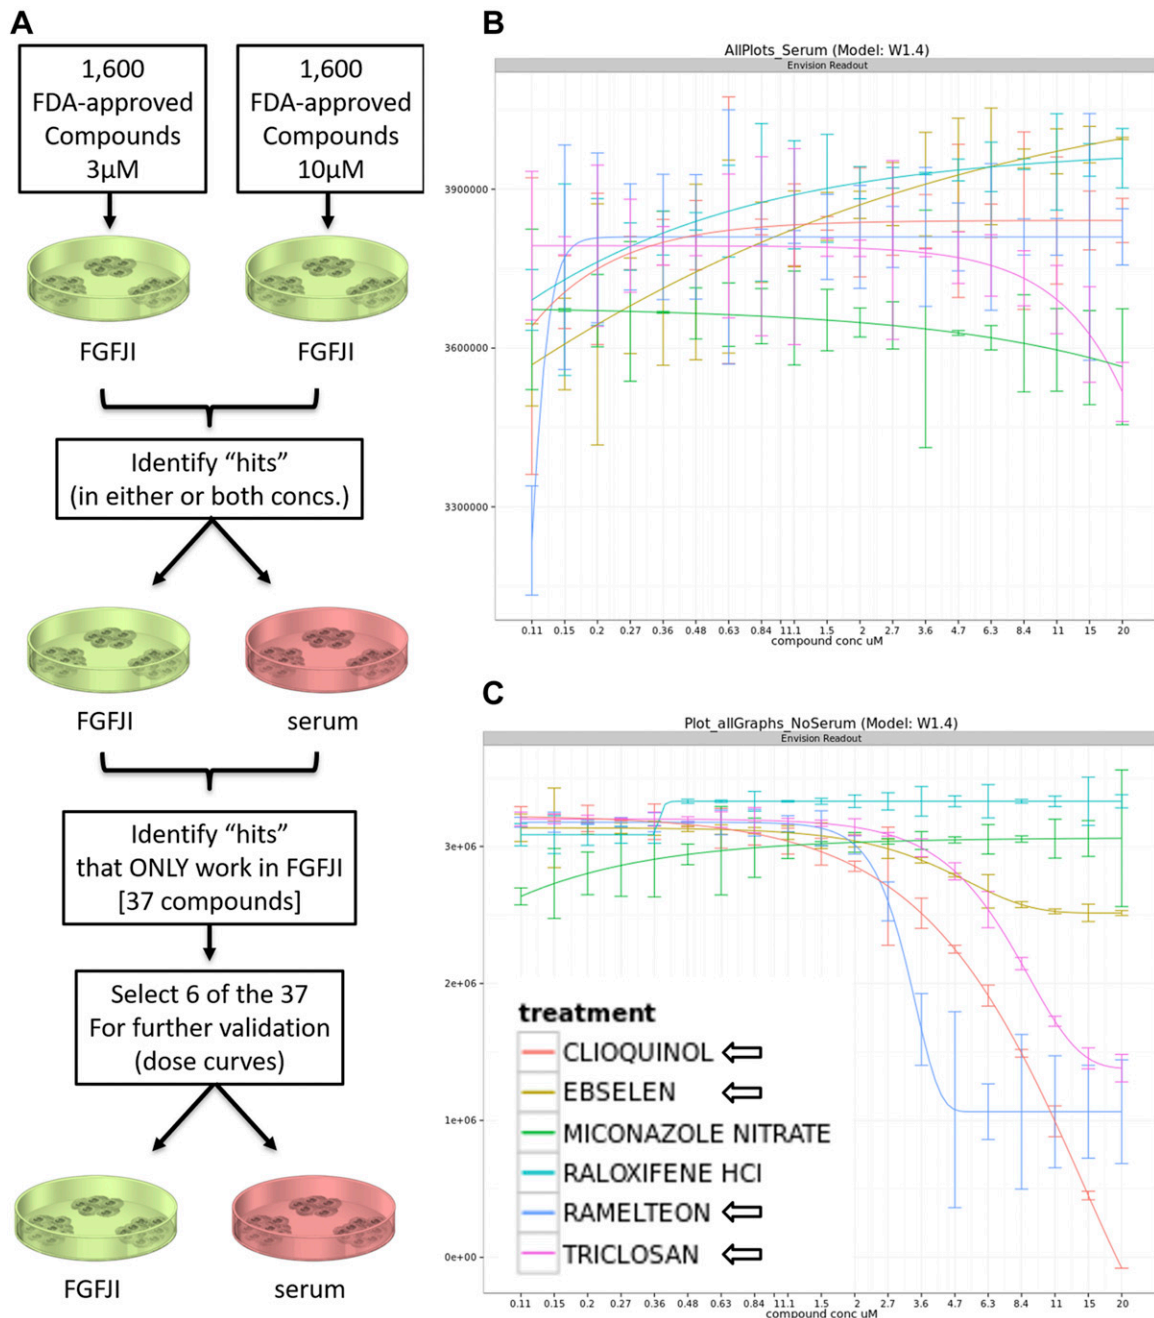 A
1,600
FDA-approved
Compounds
3μM
1,600
FDA-approved
Compounds
10μM
FGFJII
FGFJII
Identify “hits”
(in either or both concs.)
FGFJII
serum
Identify “hits”
that ONLY work in FGFJII
[37 compounds]
Select 6 of the 37
For further validation
(dose curves)
FGFJII
serum
B
AllPlots_Serum (Model: W1.4)
Envision Readout
3900000
3600000
3300000
0.11 0.15 0.2 0.27 0.36 0.48 0.63 0.84 11.1 1.5 2 2.7 3.6 4.7 6.3 8.4 11 15 20
compound conc uM
C
Plot_allGraphs_NoSerum (Model: W1.4)
Envision Readout
3e+06
2e+06
1e+06
0e+00
treatment
CLIOQUINOL
EBSELEN
MICONAZOLE NITRATE
RALOXIFENE HCl
RAMELTEON
TRICLOSAN
0.11 0.15 0.2 0.27 0.36 0.48 0.63 0.84 11.1 1.5 2 2.7 3.6 4.7 6.3 8.4 11 15 20
compound conc uM